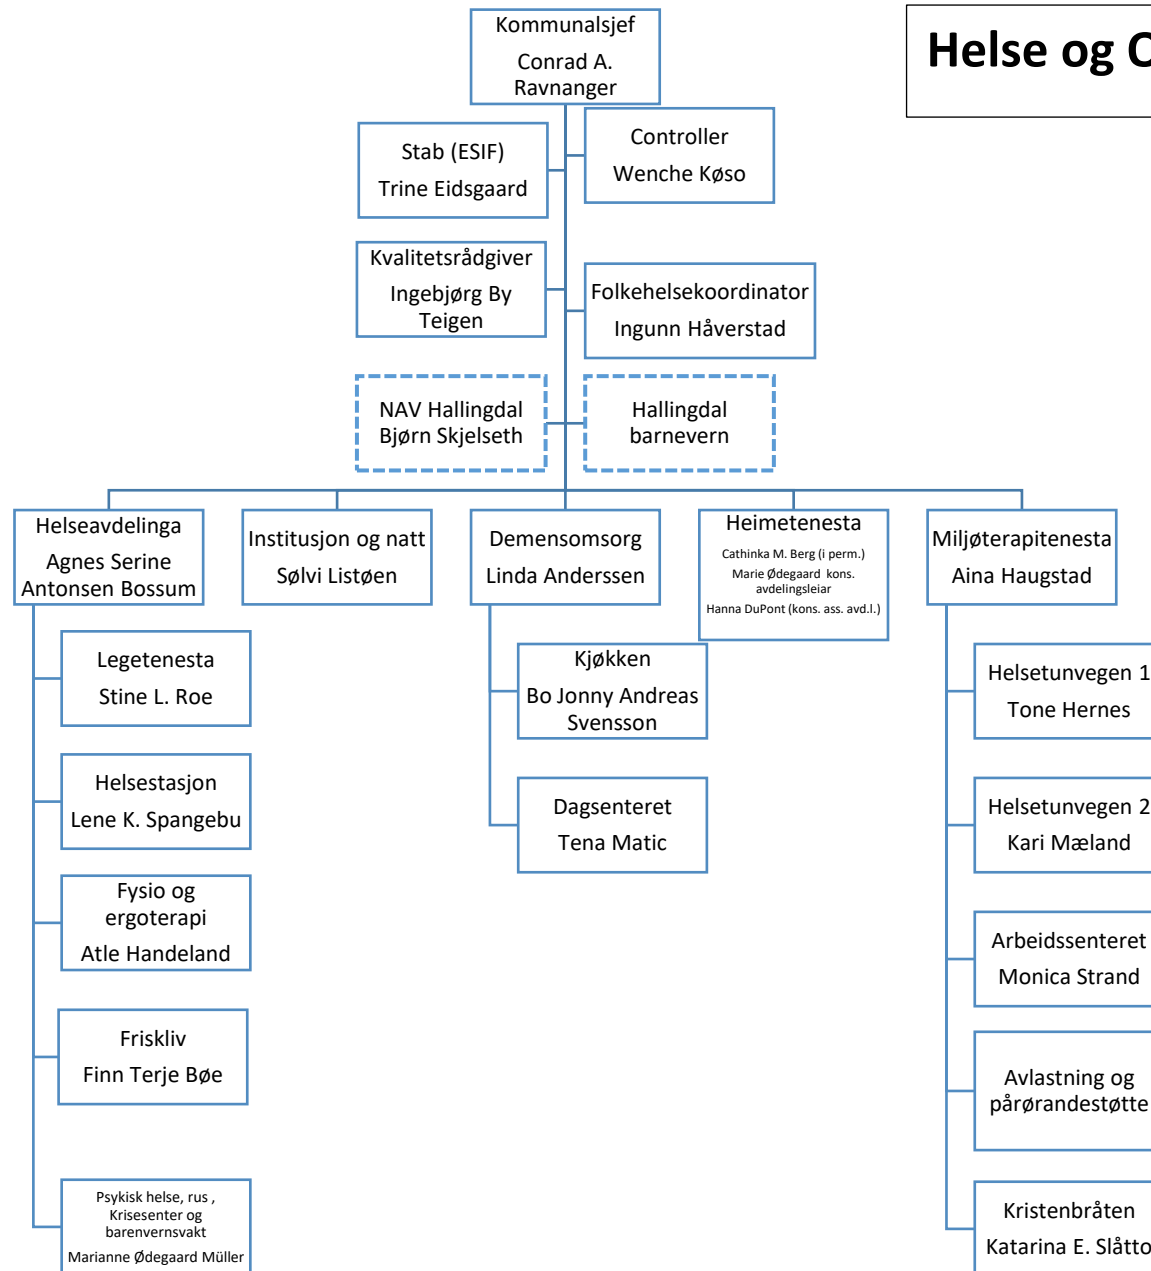 Kommunalsjef
Conrad A.
Ravnanger
Helse og O
Stab (ESIF)
Trine Eidsgaard
Controller
Wenche Køso
Kvalitetsrådgiver
Ingebjørg By
Teigen
Folkehelsekoordinator
Ingunn Håverstad
NAV Hallingdal
Bjørn Skjelseth
Hallingdal
barnevern
Helseavdelinga
Agnes Serine
Antonsen Bossum
Institusjon og natt
Sølvi Listøen
Demensomsorg
Linda Anderssen
Heimetenesta
Cathinka M. Berg (i perm.)
Marie Ødegaard kons.
avdelingsleiar
Hanna DuPont (kons. ass. avd.l.)
Miljøterapitenesta
Aina Haugstad
Legetenesta
Stine L. Roe
Helsestasjon
Lene K. Spangebu
Fysio og
ergoterapi
Atle Handeland
Friskliv
Finn Terje Bøe
Psykisk helse, rus ,
Krisesenter og
barenvernsvakt
Marianne Ødegaard Müller
Kjøkken
Bo Jonny Andreas
Svensson
Dagsenteret
Tena Matic
Helsetunvegen 1
Tone Hernes
Helsetunvegen 2
Kari Mæland
Arbeidssenteret
Monica Strand
Avlastning og
pårørandestøtte
Kristenbråten
Katarina E. Slåtto